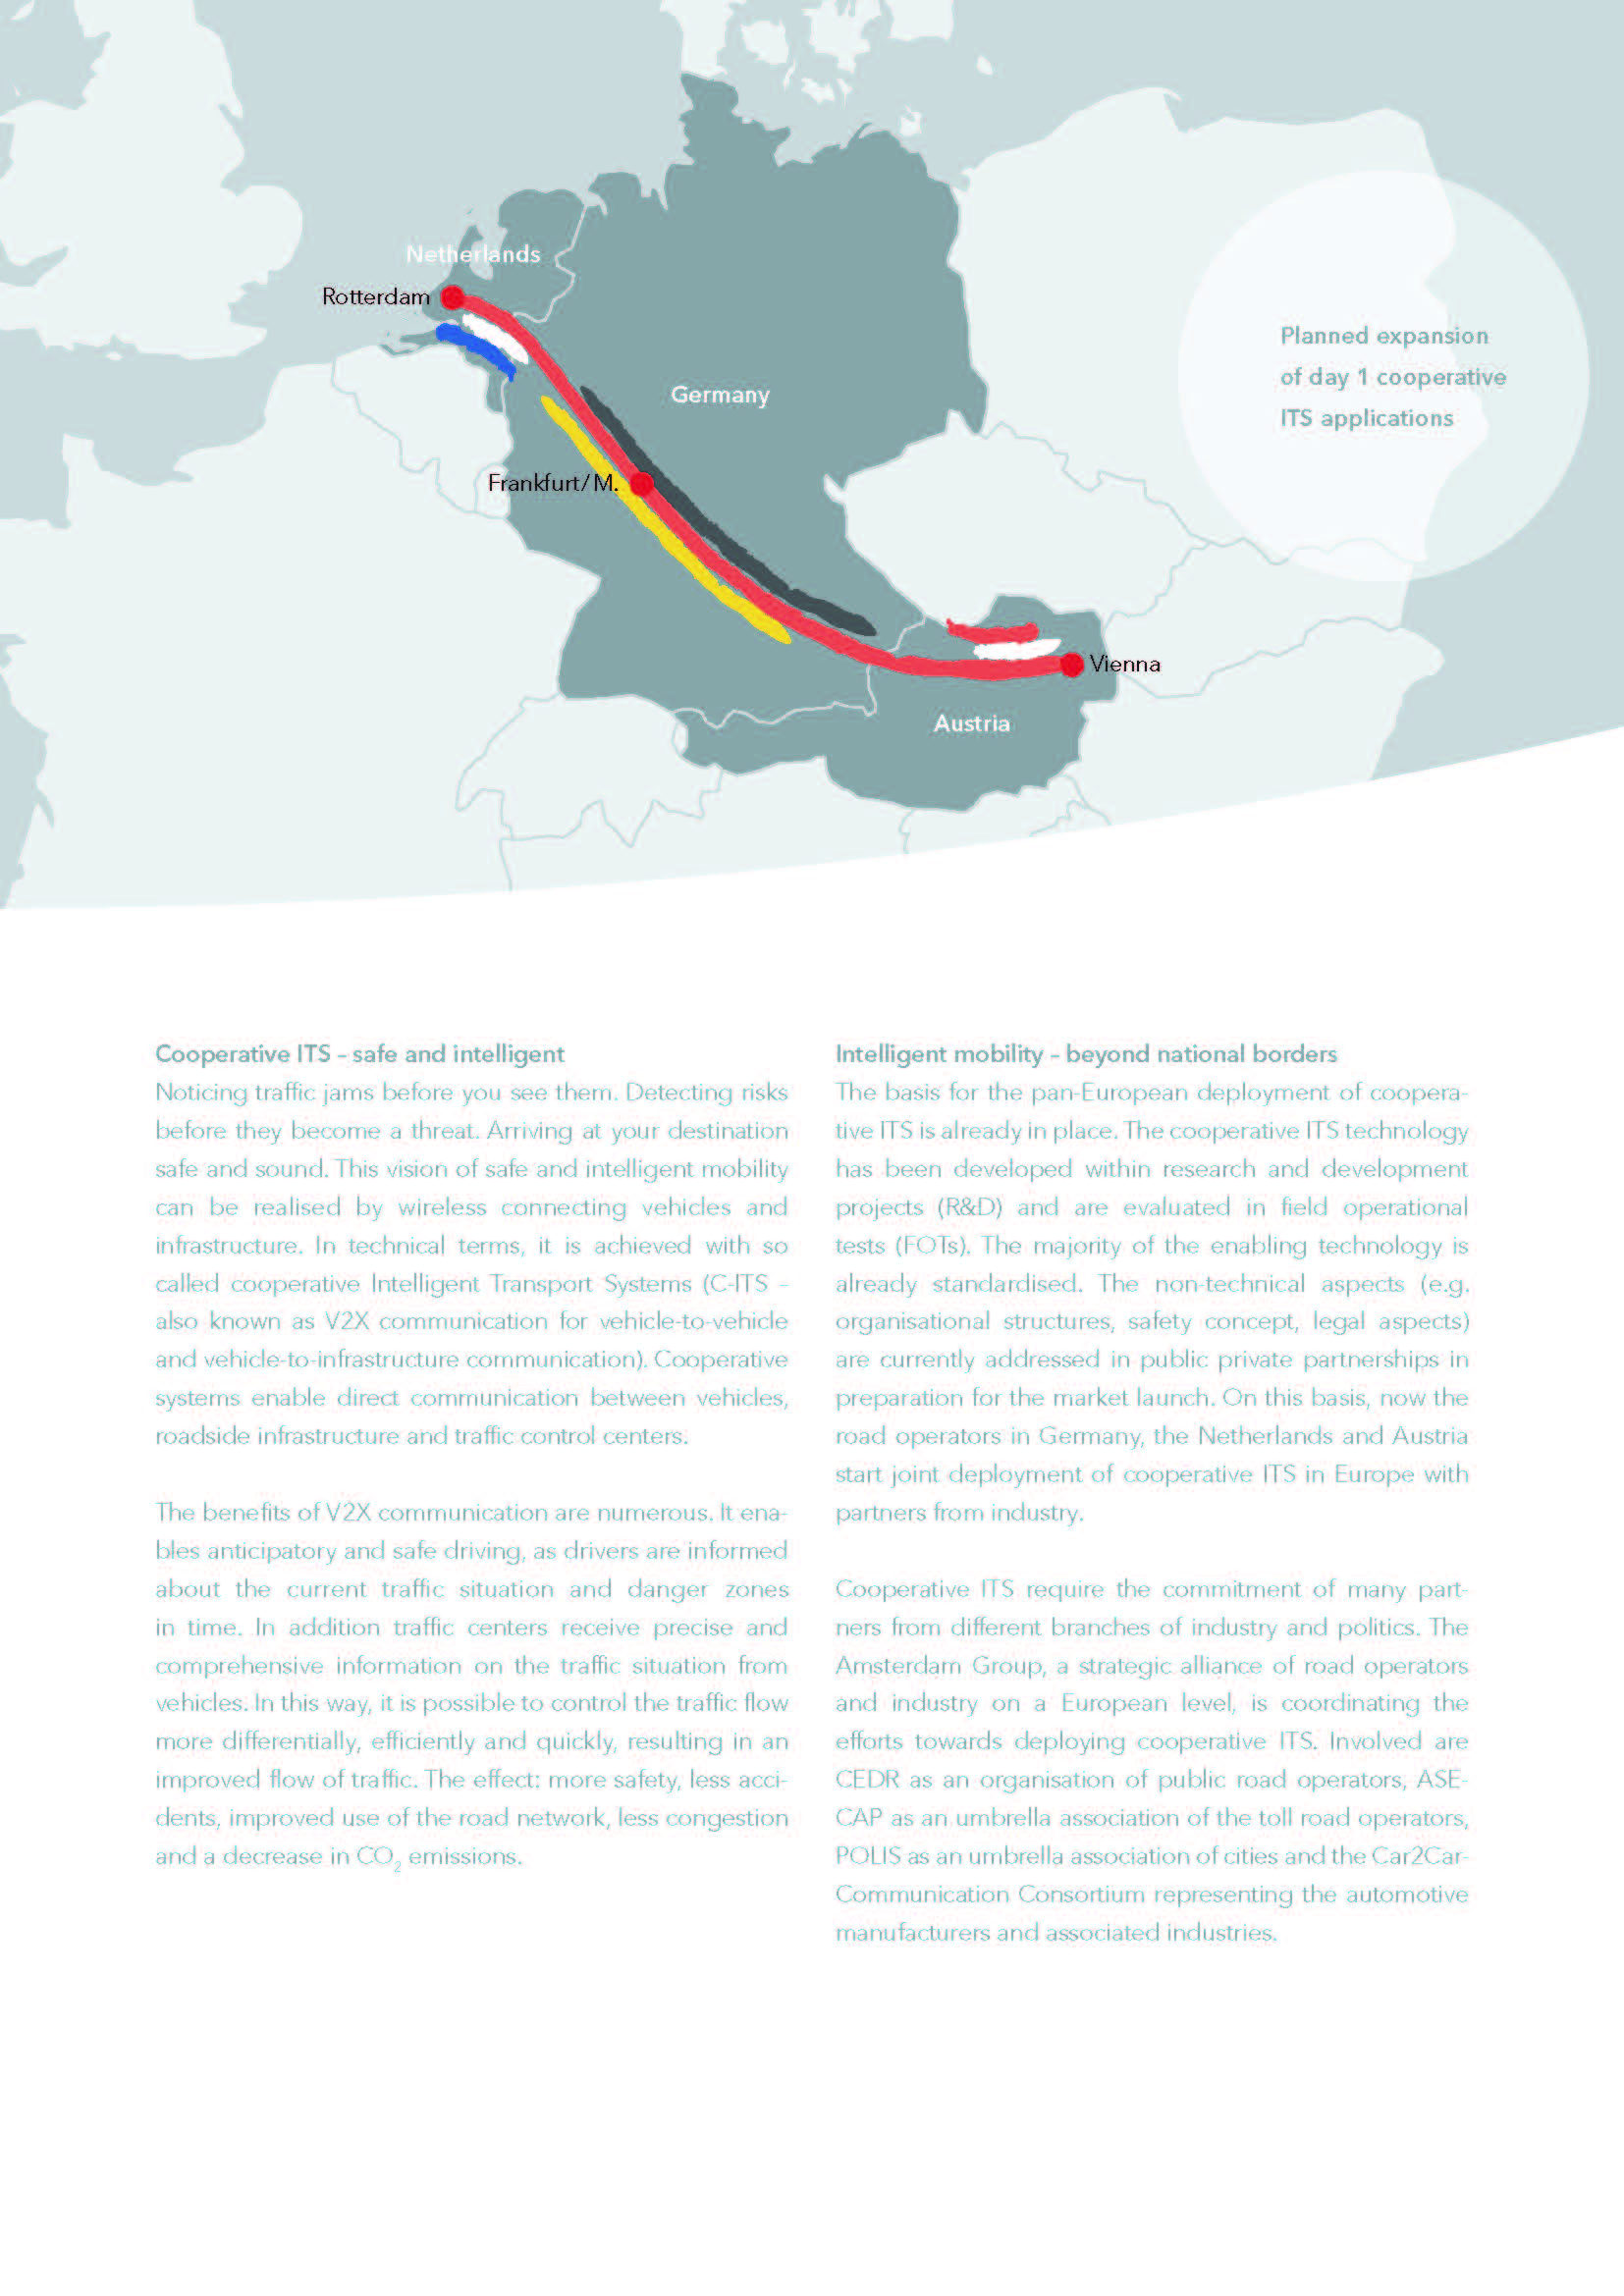 Netherlands
Rotterdam
Germany
Frankfurt/M.
Vienna
Austria
Planned expansion
of day 1 cooperative
ITS applications
Cooperative ITS – safe and intelligent
Noticing traffic jams before you see them. Detecting risks
before they become a threat. Arriving at your destination
safe and sound. This vision of safe and intelligent mobility
can be realised by wireless connecting vehicles and
infrastructure. In technical terms, it is achieved with so
called cooperative Intelligent Transport Systems (C-ITS –
also known as V2X communication for vehicle-to-vehicle
and vehicle-to-infrastructure communication). Cooperative
systems enable direct communication between vehicles,
roadside infrastructure and traffic control centers.
The benefits of V2X communication are numerous. It ena-
bles anticipatory and safe driving, as drivers are informed
about the current traffic situation and danger zones
in time. In addition traffic centers receive precise and
comprehensive information on the traffic situation from
vehicles. In this way, it is possible to control the traffic flow
more differentially, efficiently and quickly, resulting in an
improved flow of traffic. The effect: more safety, less acci-
dents, improved use of the road network, less congestion
and a decrease in CO₂ emissions.
Intelligent mobility – beyond national borders
The basis for the pan-European deployment of coopera-
tive ITS is already in place. The cooperative ITS technology
has been developed within research and development
projects (R&D) and are evaluated in field operational
tests (FOTs). The majority of the enabling technology is
already standardised. The non-technical aspects (e.g.
organisational structures, safety concept, legal aspects)
are currently addressed in public private partnerships in
preparation for the market launch. On this basis, now the
road operators in Germany, the Netherlands and Austria
start joint deployment of cooperative ITS in Europe with
partners from industry.
Cooperative ITS require the commitment of many part-
ners from different branches of industry and politics. The
Amsterdam Group, a strategic alliance of road operators
and industry on a European level, is coordinating the
efforts towards deploying cooperative ITS. Involved are
CEDR as an organisation of public road operators, ASE-
CAP as an umbrella association of the toll road operators,
POLIS as an umbrella association of cities and the Car2Car-
Communication Consortium representing the automotive
manufacturers and associated industries.